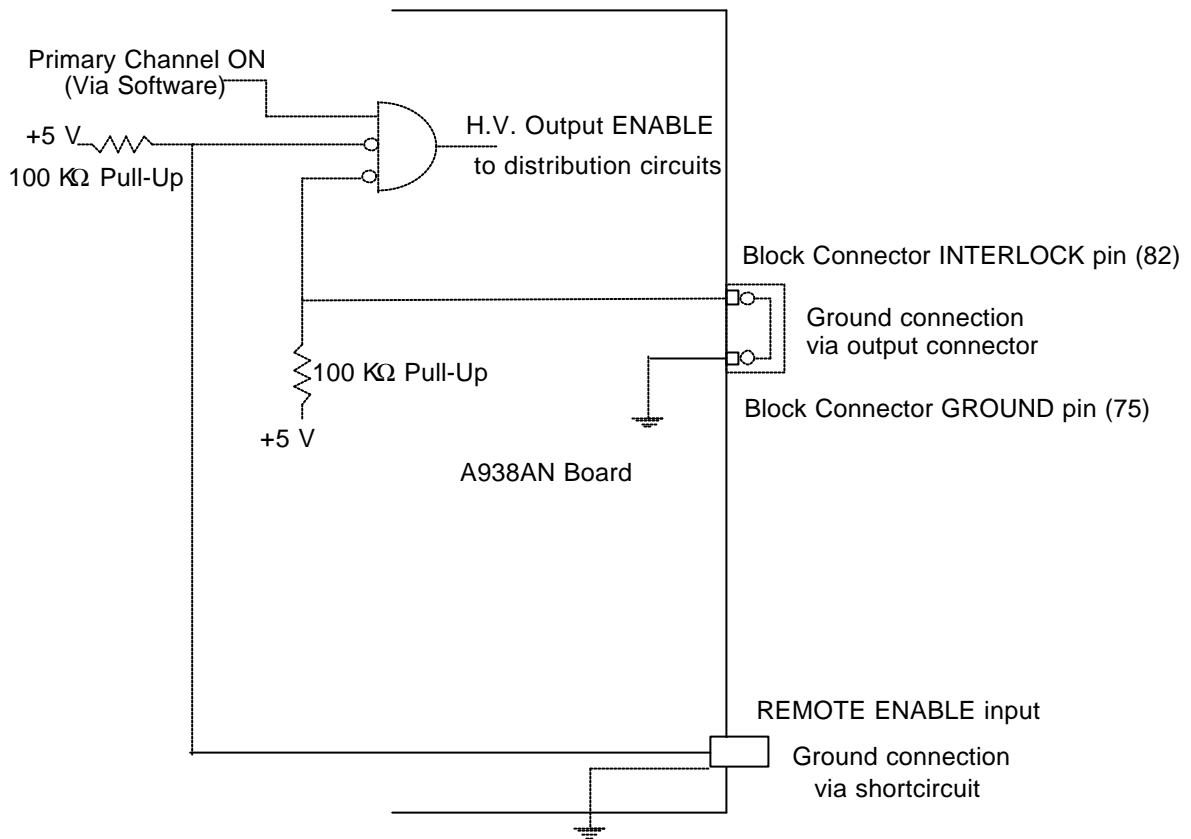 Primary Channel ON
(Via Software)
+5 V
100 KΩ Pull-Up
H.V. Output ENABLE
to distribution circuits
Block Connector INTERLOCK pin (82)
Ground connection
via output connector
100 KΩ Pull-Up
+5 V
Block Connector GROUND pin (75)
A938AN Board
REMOTE ENABLE input
Ground connection
via shortcircuit